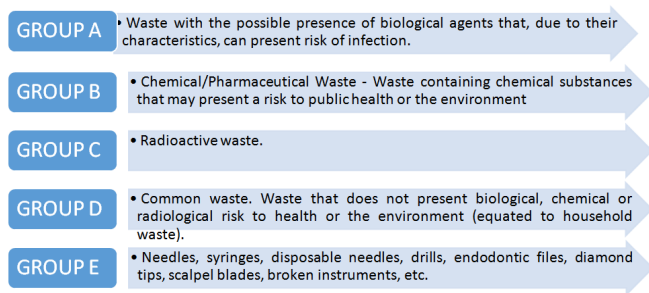 GROUP A
• Waste with the possible presence of biological agents that, due to their
characteristics, can present risk of infection.
GROUP B
• Chemical/Pharmaceutical Waste - Waste containing chemical substances
that may present a risk to public health or the environment
GROUP C
• Radioactive waste.
GROUP D
• Common waste. Waste that does not present biological, chemical or
radiological risk to health or the environment (equated to household
waste).
GROUP E
• Needles, syringes, disposable needles, drills, endodontic files, diamond
tips, scalpel blades, broken instruments, etc.